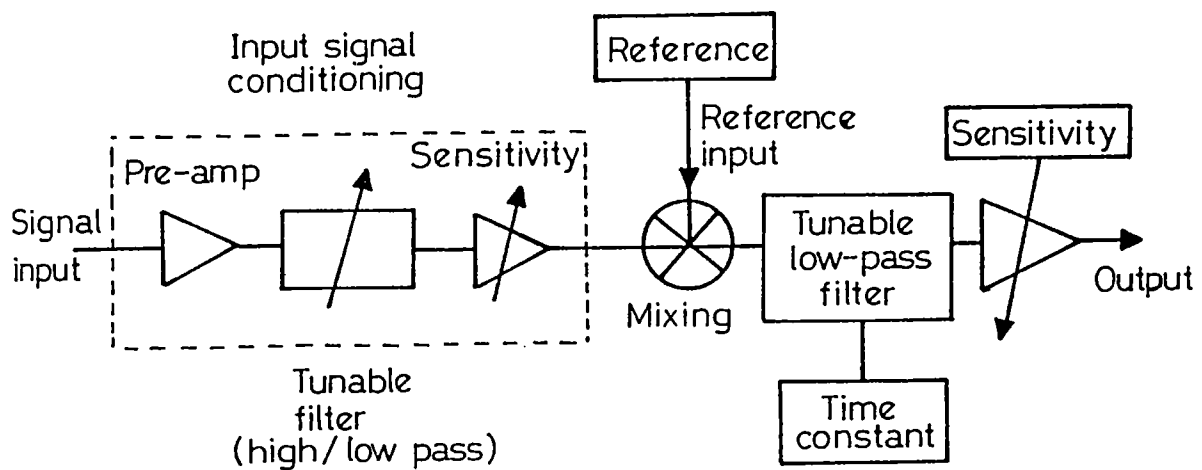 Input signal
conditioning
Reference
Reference
input
Sensitivity
Pre-amp
Sensitivity
Signal
input
Mixing
Tunable
low-pass
filter
Output
Tunable
filter
(high/low pass)
Time
constant